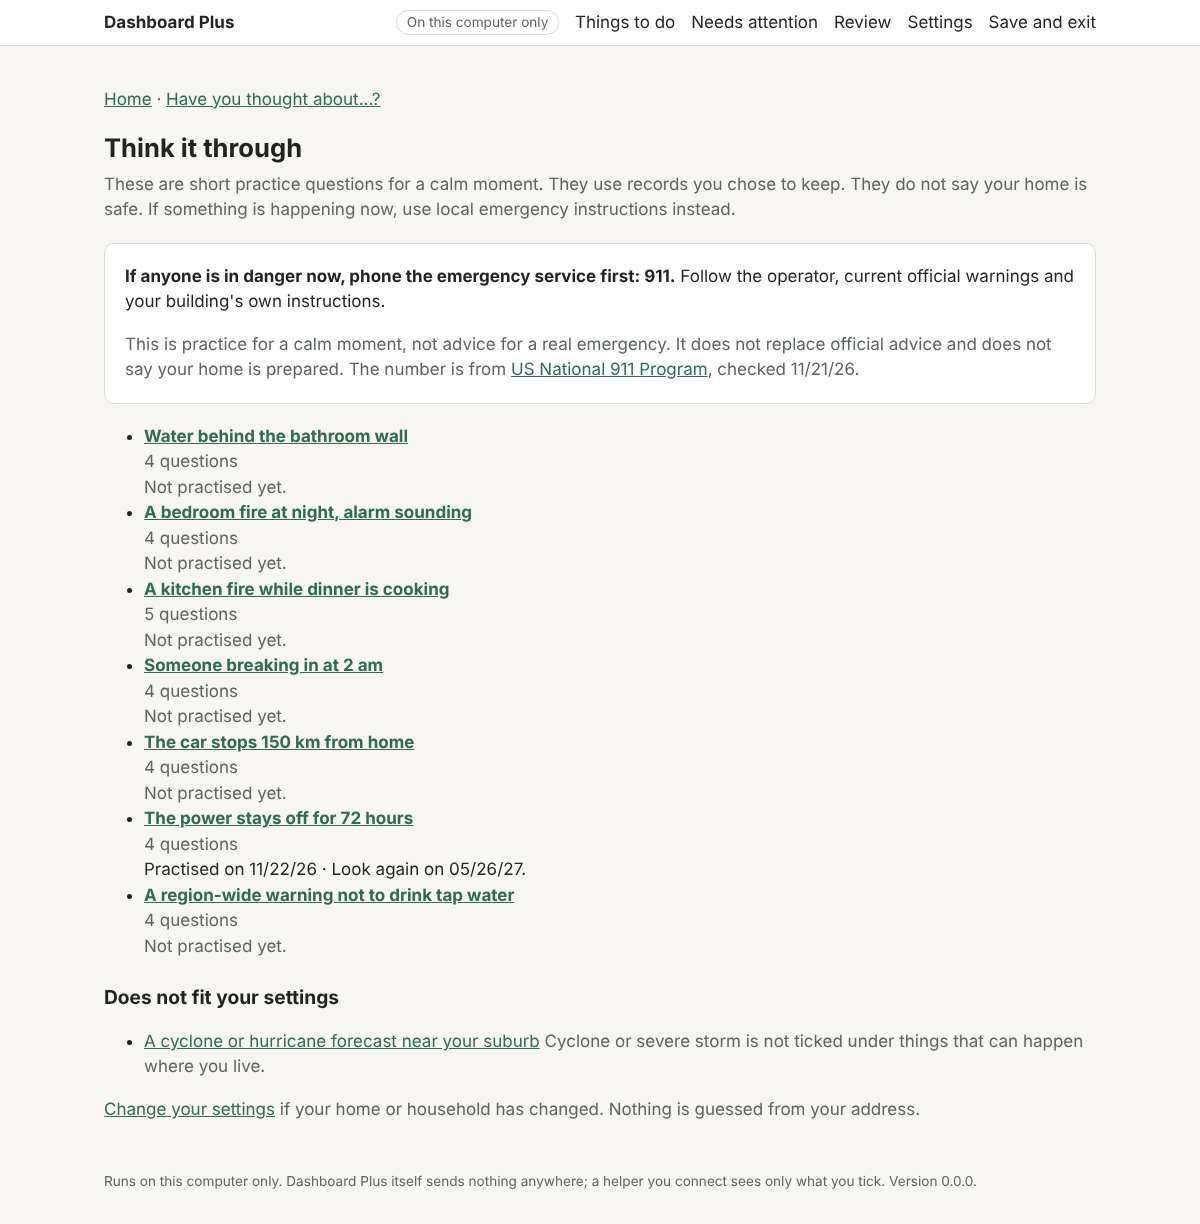 Dashboard Plus
On this computer only
Things to do
Needs attention
Review
Settings
Save and exit
Home · Have you thought about...?
Think it through
These are short practice questions for a calm moment. They use records you chose to keep. They do not say your home is
safe. If something is happening now, use local emergency instructions instead.
If anyone is in danger now, phone the emergency service first: 911. Follow the operator, current official warnings and
your building's own instructions.
This is practice for a calm moment, not advice for a real emergency. It does not replace official advice and does not
say your home is prepared. The number is from US National 911 Program, checked 11/21/26.
Water behind the bathroom wall
4 questions
Not practised yet.
A bedroom fire at night, alarm sounding
4 questions
Not practised yet.
A kitchen fire while dinner is cooking
5 questions
Not practised yet.
Someone breaking in at 2 am
4 questions
Not practised yet.
The car stops 150 km from home
4 questions
Not practised yet.
The power stays off for 72 hours
4 questions
Practised on 11/22/26 · Look again on 05/26/27.
A region-wide warning not to drink tap water
4 questions
Not practised yet.
Does not fit your settings
A cyclone or hurricane forecast near your suburb Cyclone or severe storm is not ticked under things that can happen
where you live.
Change your settings if your home or household has changed. Nothing is guessed from your address.
Runs on this computer only. Dashboard Plus itself sends nothing anywhere; a helper you connect sees only what you tick. Version 0.0.0.